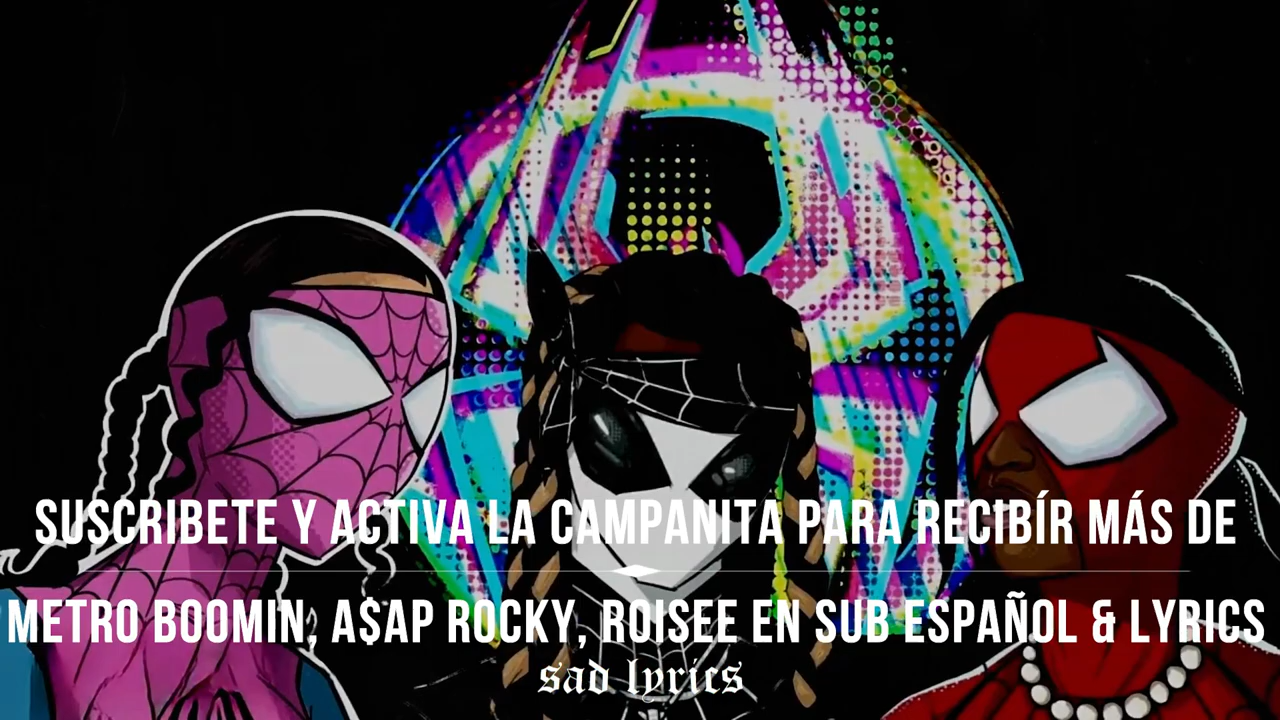 SUSCRIBETE Y ACTIVA LA CAMPANITA PARA RECIBÍR MÁS DE
METRO BOOMIN, A$AP ROCKY, ROISEE EN SUB ESPAÑOL & LYRICS
sad lyrics